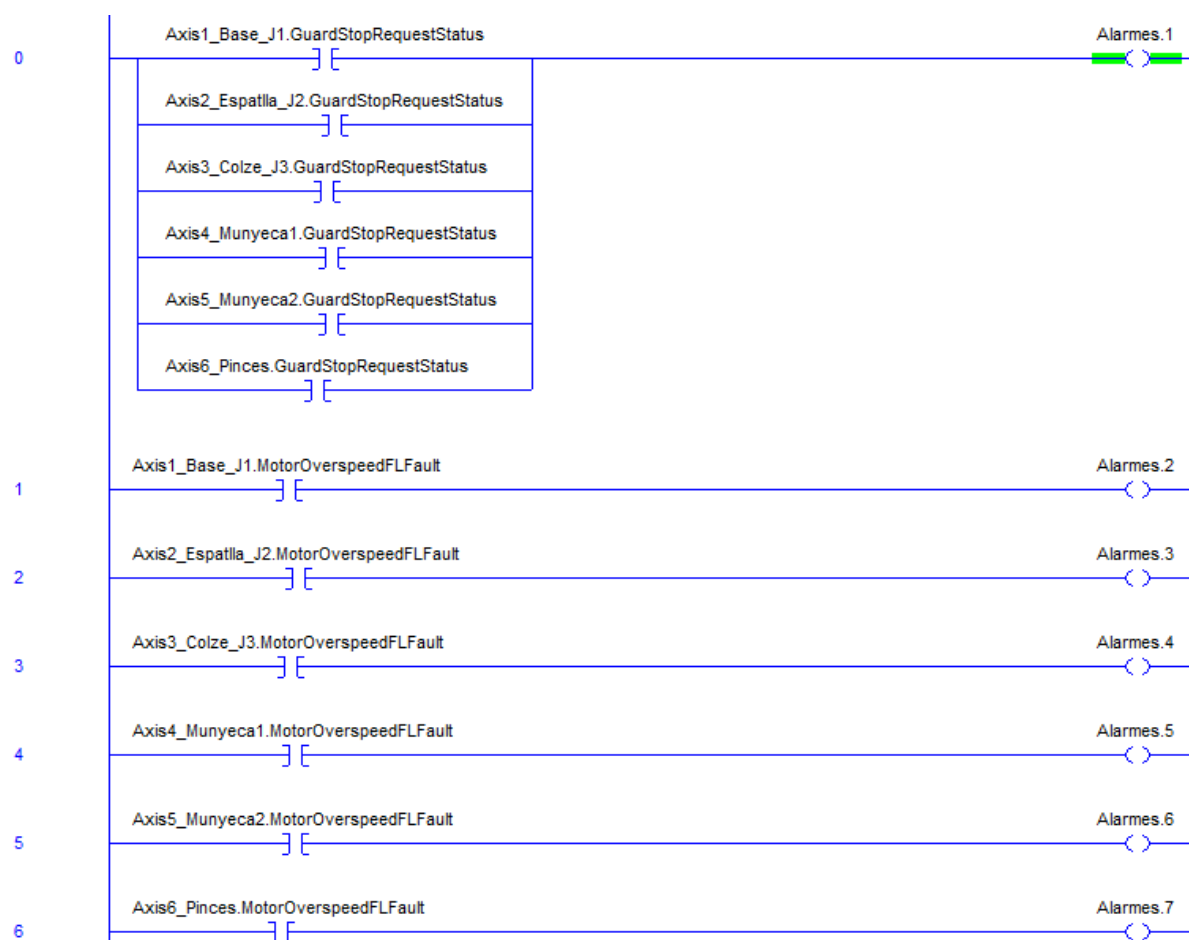 Axis1_Base_J1.GuardStopRequestStatus Alarmes.1
0
Axis2_Espatlla_J2.GuardStopRequestStatus
Axis3_Colze_J3.GuardStopRequestStatus
Axis4_Munyeca1.GuardStopRequestStatus
Axis5_Munyeca2.GuardStopRequestStatus
Axis6_Pinces.GuardStopRequestStatus
Axis1_Base_J1.MotorOverspeedFLFault Alarmes.2
1
Axis2_Espatlla_J2.MotorOverspeedFLFault Alarmes.3
2
Axis3_Colze_J3.MotorOverspeedFLFault Alarmes.4
3
Axis4_Munyeca1.MotorOverspeedFLFault Alarmes.5
4
Axis5_Munyeca2.MotorOverspeedFLFault Alarmes.6
5
Axis6_Pinces.MotorOverspeedFLFault Alarmes.7
6